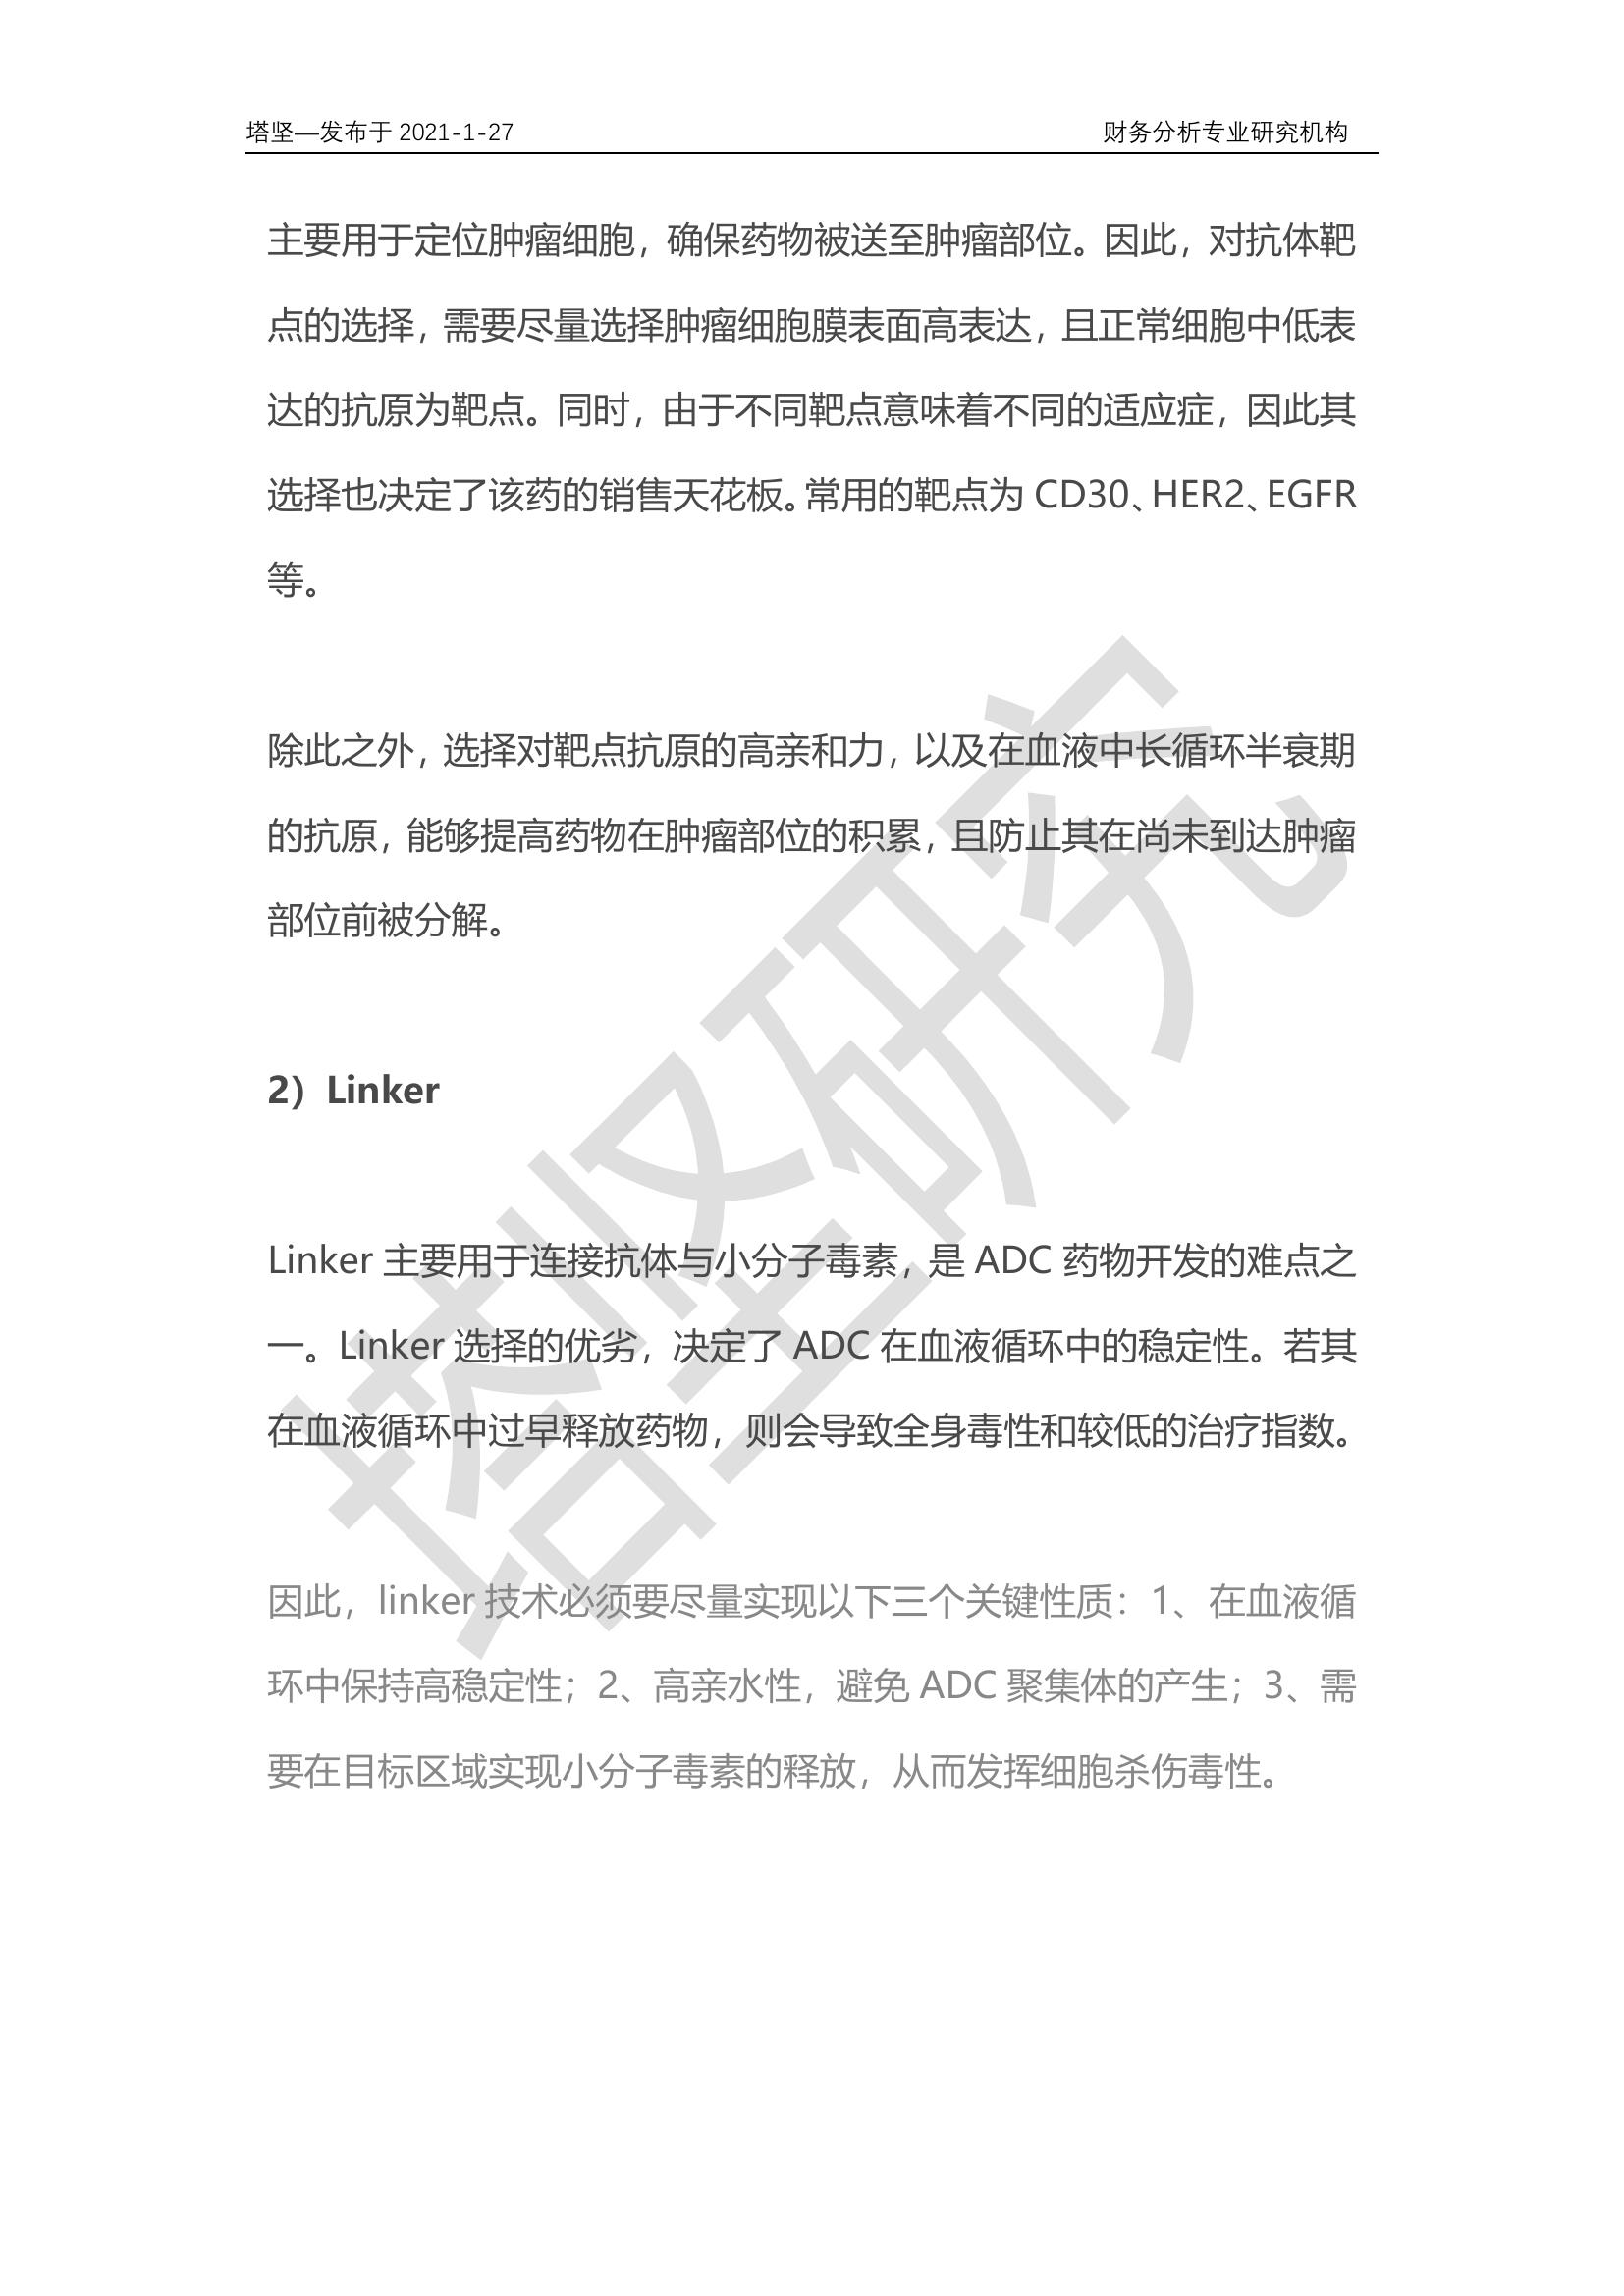 塔坚—发布于 2021-1-27 财务分析专业研究机构
主要用于定位肿瘤细胞，确保药物被送至肿瘤部位。因此，对抗体靶
点的选择，需要尽量选择肿瘤细胞膜表面高表达，且正常细胞中低表
达的抗原为靶点。同时，由于不同靶点意味着不同的适应症，因此其
选择也决定了该药的销售天花板。常用的靶点为 CD30、HER2、EGFR
等。
除此之外，选择对靶点抗原的高亲和力，以及在血液中长循环半衰期
的抗原，能够提高药物在肿瘤部位的积累，且防止其在尚未到达肿瘤
部位前被分解。
2）Linker
Linker 主要用于连接抗体与小分子毒素，是 ADC 药物开发的难点之
一。Linker 选择的优劣，决定了 ADC 在血液循环中的稳定性。若其
在血液循环中过早释放药物，则会导致全身毒性和较低的治疗指数。
因此，linker 技术必须要尽量实现以下三个关键性质：1、在血液循
环中保持高稳定性；2、高亲水性，避免 ADC 聚集体的产生；3、需
要在目标区域实现小分子毒素的释放，从而发挥细胞杀伤毒性。
塔坚研究